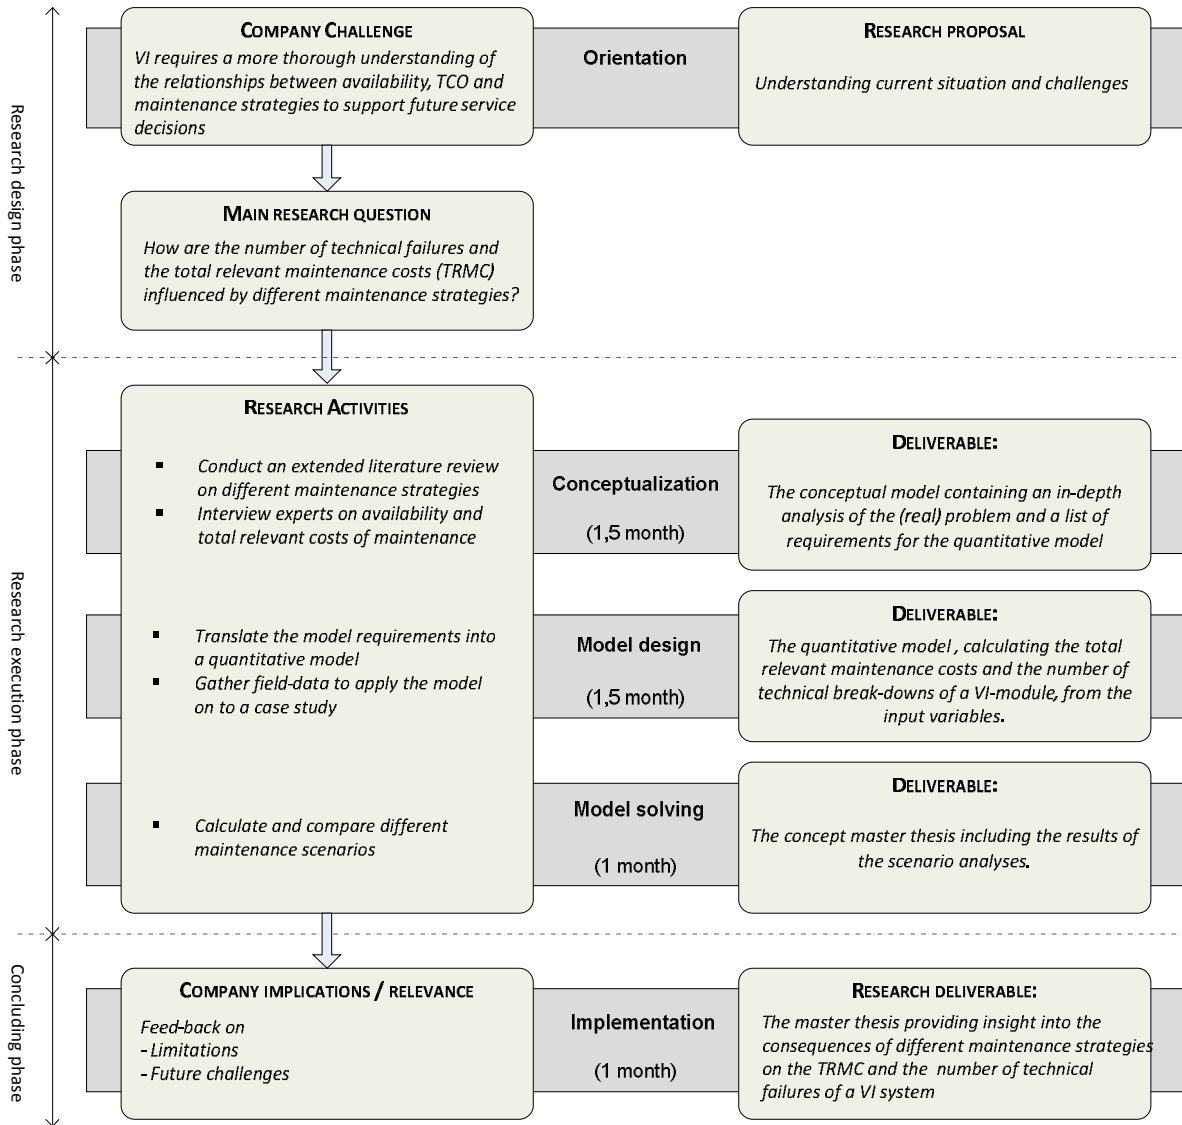 Research design phase
COMPANY CHALLENGE
VI requires a more thorough understanding of
the relationships between availability, TCO and
maintenance strategies to support future service
decisions
Orientation
RESEARCH PROPOSAL
Understanding current situation and challenges
MAIN RESEARCH QUESTION
How are the number of technical failures and
the total relevant maintenance costs (TRMC)
influenced by different maintenance strategies?
Research execution phase
RESEARCH ACTIVITIES
▪ Conduct an extended literature review
on different maintenance strategies
▪ Interview experts on availability and
total relevant costs of maintenance
Conceptualization
(1,5 month)
DELIVERABLE:
The conceptual model containing an in-depth
analysis of the (real) problem and a list of
requirements for the quantitative model
▪ Translate the model requirements into
a quantitative model
▪ Gather field-data to apply the model
on to a case study
Model design
(1,5 month)
DELIVERABLE:
The quantitative model , calculating the total
relevant maintenance costs and the number of
technical break-downs of a VI-module, from the
input variables.
▪ Calculate and compare different
maintenance scenarios
Model solving
(1 month)
DELIVERABLE:
The concept master thesis including the results of
the scenario analyses.
Concluding phase
COMPANY IMPLICATIONS / RELEVANCE
Feed-back on
- Limitations
- Future challenges
Implementation
(1 month)
RESEARCH DELIVERABLE:
The master thesis providing insight into the
consequences of different maintenance strategies
on the TRMC and the number of technical
failures of a VI system